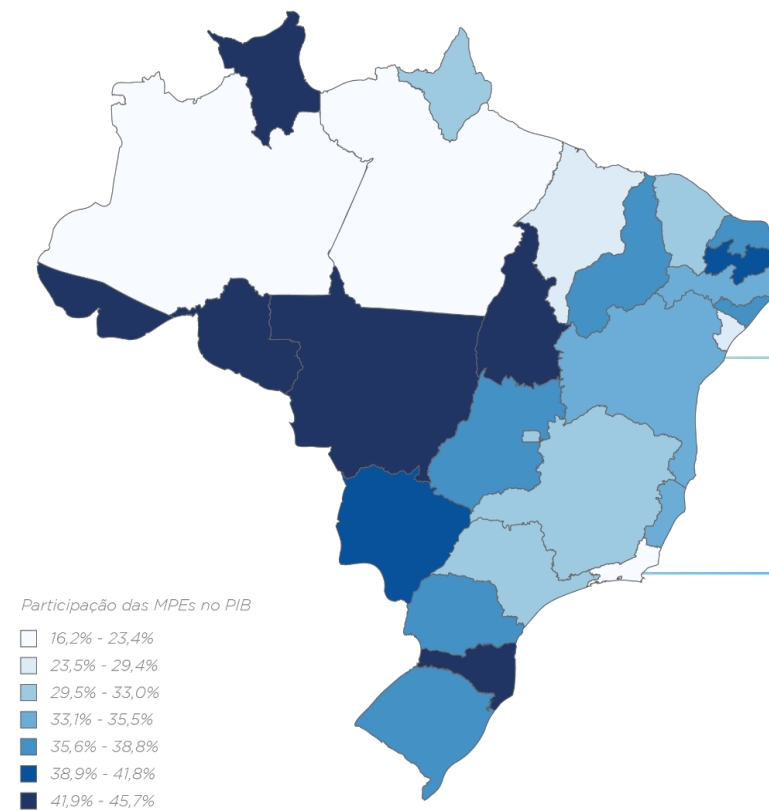 Participação das MPEs no PIB
16,2% - 23,4%
23,5% - 29,4%
29,5% - 33,0%
33,1% - 35,5%
35,6% - 38,8%
38,9% - 41,8%
41,9% - 45,7%